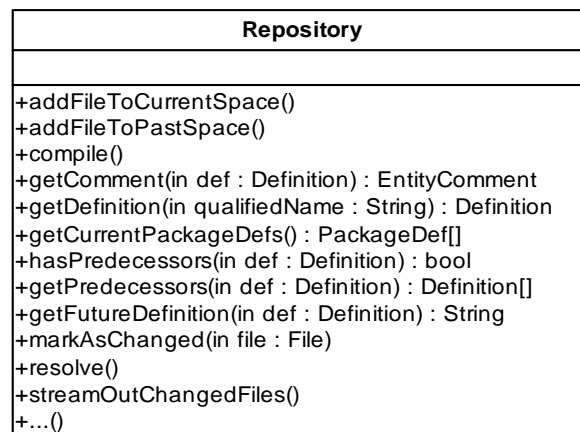 Repository
+addFileToCurrentSpace()
+addFileToPastSpace()
+compile()
+getComment(in def : Definition) : EntityComment
+getDefinition(in qualifiedName : String) : Definition
+getCurrentPackageDefs() : PackageDef[]
+hasPredecessors(in def : Definition) : bool
+getPredecessors(in def : Definition) : Definition[]
+getFutureDefinition(in def : Definition) : String
+markAsChanged(in file : File)
+resolve()
+streamOutChangedFiles()
+...()